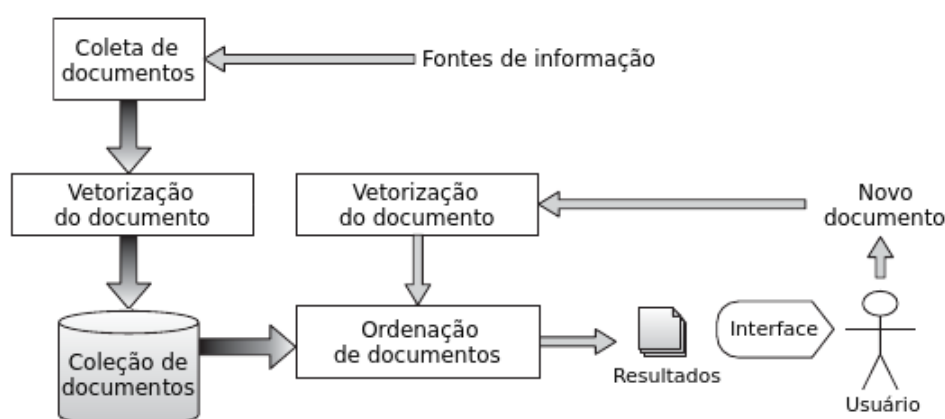 Coleta de
documentos
Fontes de informação
Vetorização
do documento
Vetorização
do documento
Novo
documento
Coleção de
documentos
Ordenação
de documentos
Resultados
Interface
Usuário